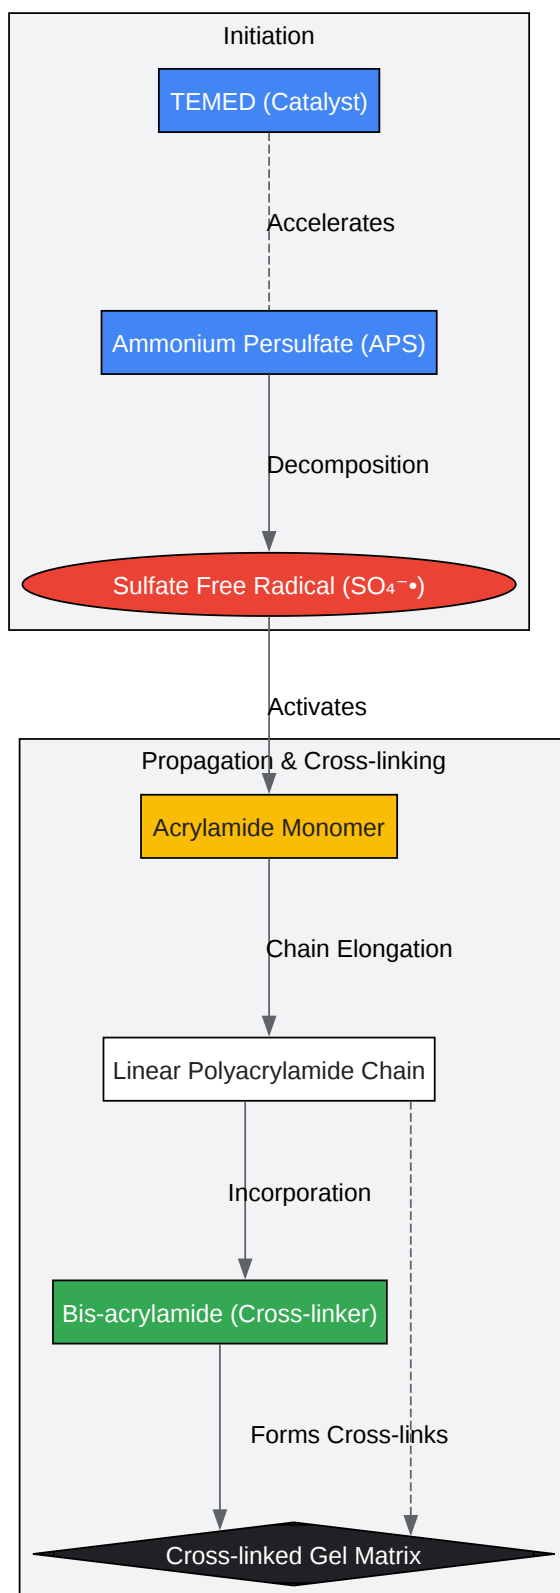 Initiation
TEMED (Catalyst)
Accelerates
Ammonium Persulfate (APS)
Decomposition
Sulfate Free Radical (SO₄⁻•)
Activates
Propagation & Cross-linking
Acrylamide Monomer
Chain Elongation
Linear Polyacrylamide Chain
Incorporation
Bis-acrylamide (Cross-linker)
Forms Cross-links
Cross-linked Gel Matrix